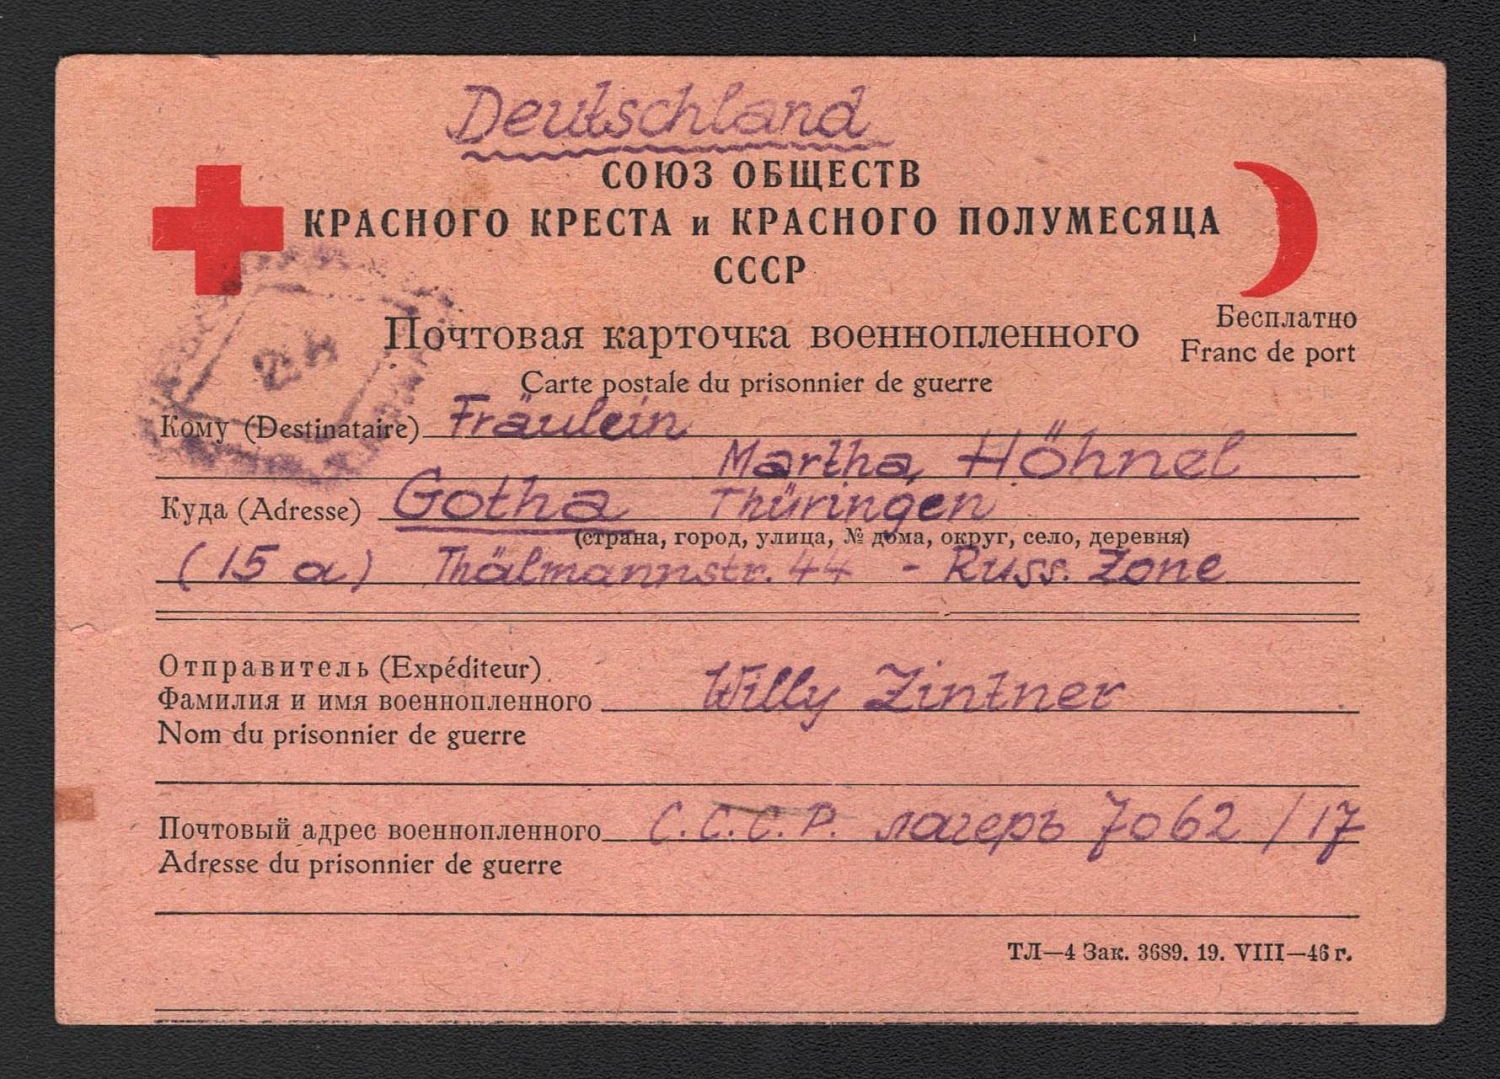 Deutschland
СОЮЗ ОБЩЕСТВ
КРАСНОГО КРЕСТА и КРАСНОГО ПОЛУМЕСЯЦА
СССР
Почтовая карточка военнопленного
Бесплатно
Franc de port
Carte postale du prisonnier de guerre
Кому (Destinataire) Fräulein
Martha Höhnel
Куда (Adresse) Gotha Thüringen
(страна, город, улица, № дома, округ, село, деревня)
(15 a) Thälmannstr. 44 - Russ. Zone
Отправитель (Expéditeur)
Фамилия и имя военнопленного Willy Zintner
Nom du prisonnier de guerre
Почтовый адрес военнопленного С.С.С.Р. лагеръ 7062 / 17
Adresse du prisonnier de guerre
ТЛ—4 Зак. 3689. 19. VIII—46 г.